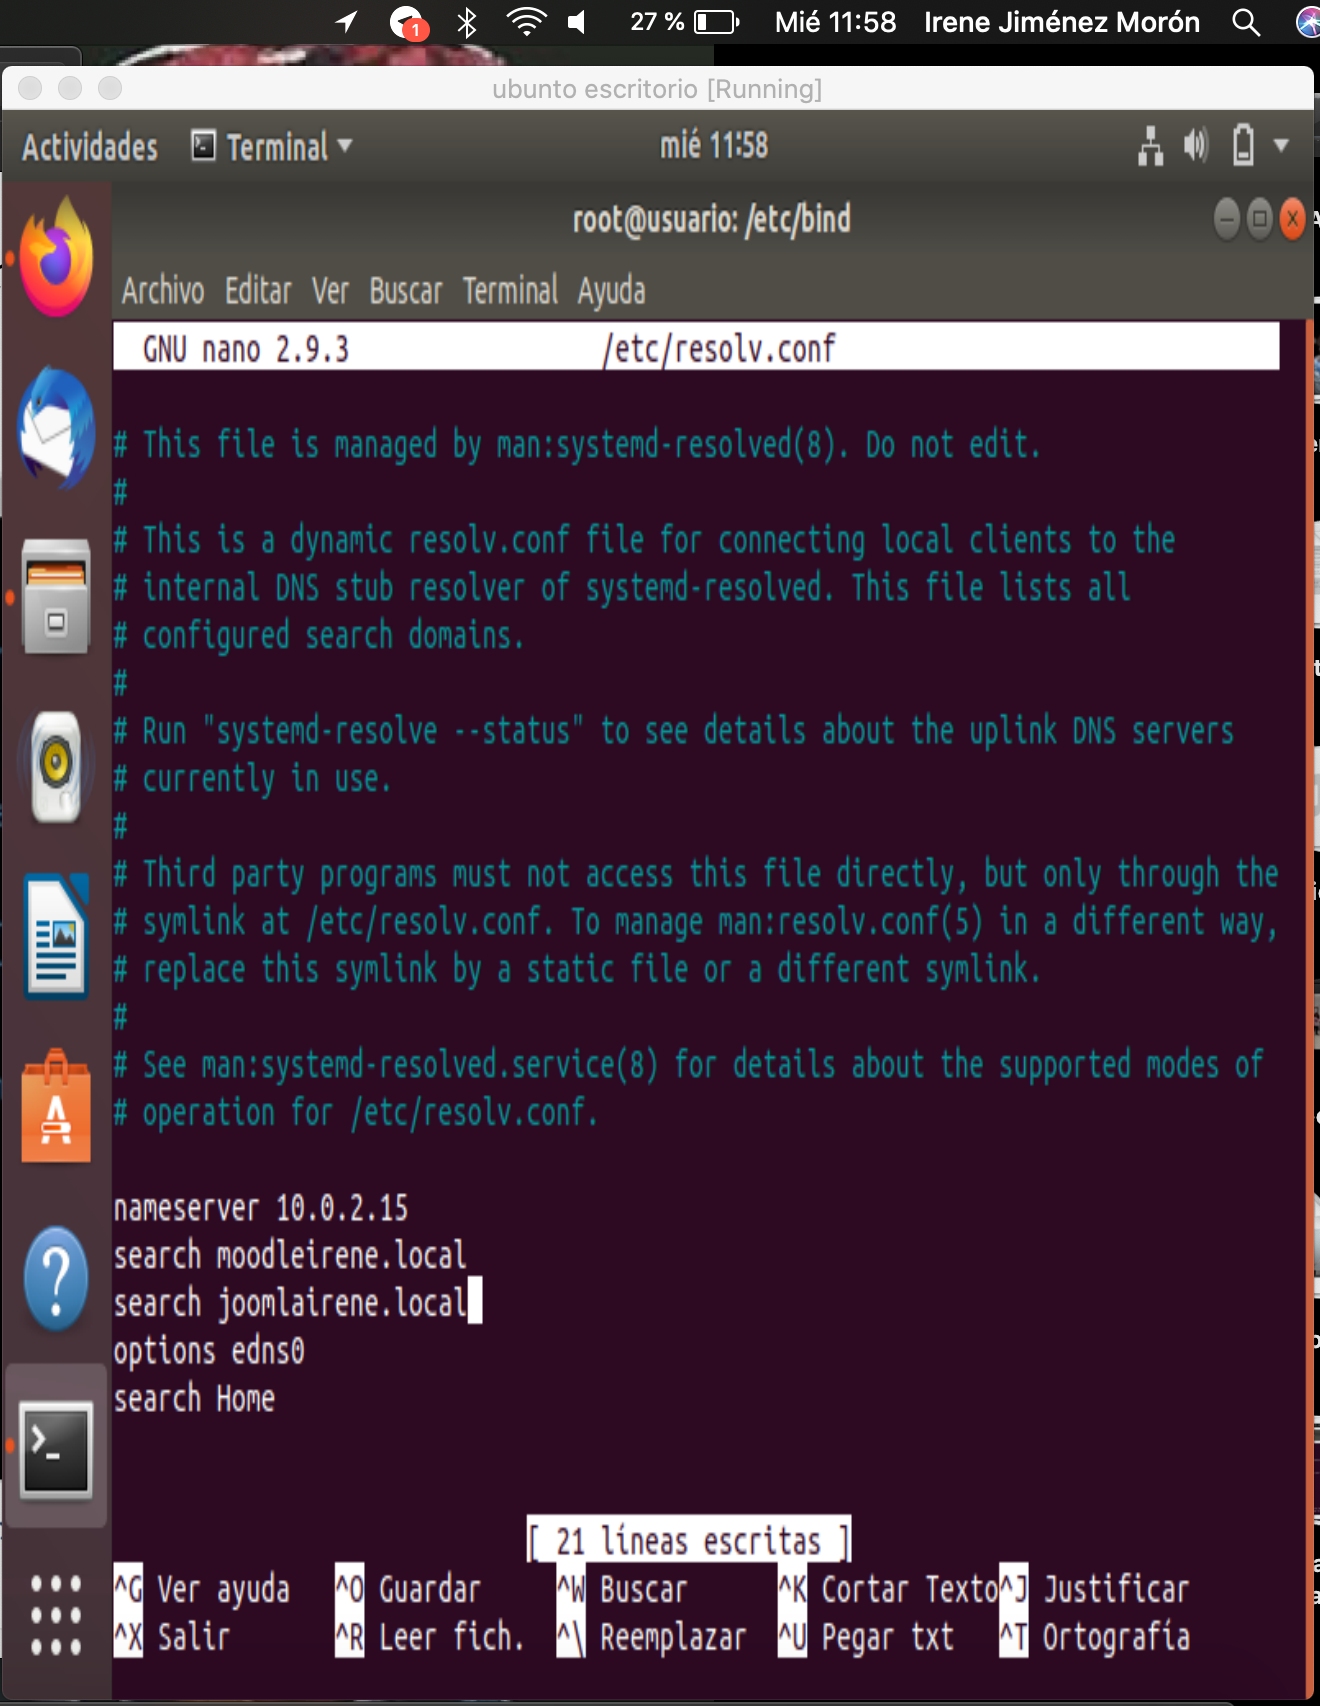 1
27 %
Mié 11:58
Irene Jiménez Morón
ubunto escritorio [Running]
Actividades
Terminal
mié 11:58
root@usuario: /etc/bind
Archivo Editar Ver Buscar Terminal Ayuda
GNU nano 2.9.3 /etc/resolv.conf
# This file is managed by man:systemd-resolved(8). Do not edit.
#
# This is a dynamic resolv.conf file for connecting local clients to the
# internal DNS stub resolver of systemd-resolved. This file lists all
# configured search domains.
#
# Run "systemd-resolve --status" to see details about the uplink DNS servers
# currently in use.
#
# Third party programs must not access this file directly, but only through the
# symlink at /etc/resolv.conf. To manage man:resolv.conf(5) in a different way,
# replace this symlink by a static file or a different symlink.
#
# See man:systemd-resolved.service(8) for details about the supported modes of
# operation for /etc/resolv.conf.
nameserver 10.0.2.15
search moodleirene.local
search joomlairene.local
options edns0
search Home
[ 21 líneas escritas ]
^G Ver ayuda ^O Guardar ^W Buscar ^K Cortar Texto ^J Justificar
^X Salir ^R Leer fich. ^\ Reemplazar ^U Pegar txt ^T Ortografía